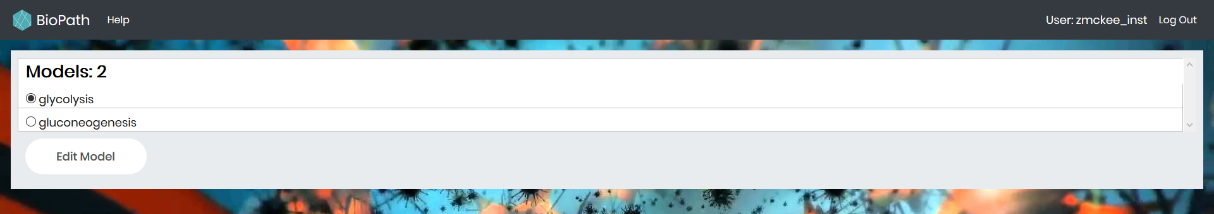 BioPath Help User: zmckee_inst Log Out
Models: 2
glycolysis
gluconeogenesis
Edit Model